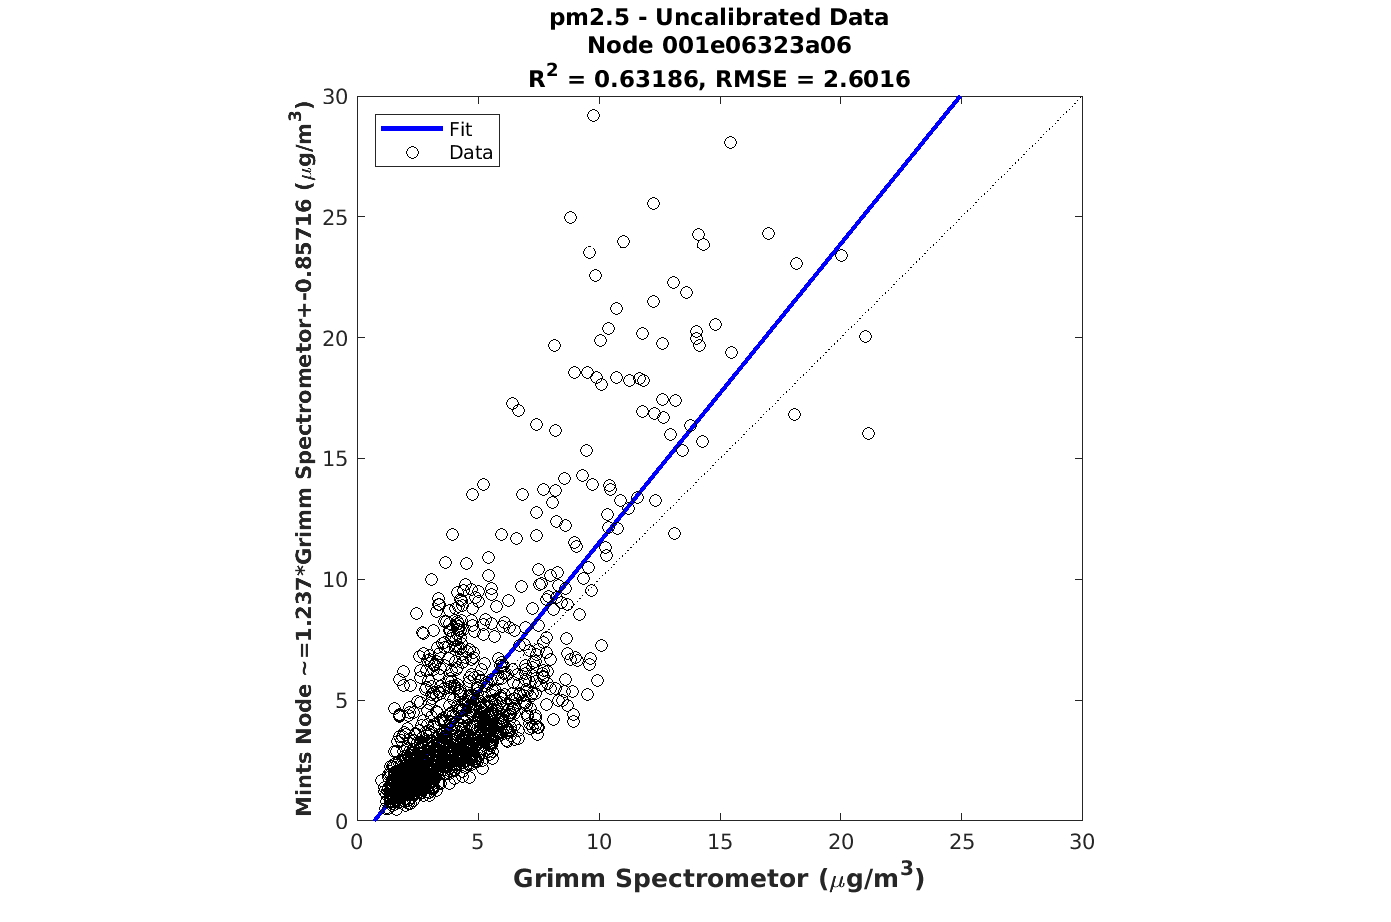 pm2.5 - Uncalibrated Data
Node 001e06323a06
R² = 0.63186, RMSE = 2.6016
Mints Node ~=1.237*Grimm Spectrometor+-0.85716 (μg/m³)
30
25
20
15
10
5
0
Fit
Data
0 5 10 15 20 25 30
Grimm Spectrometor (μg/m³)